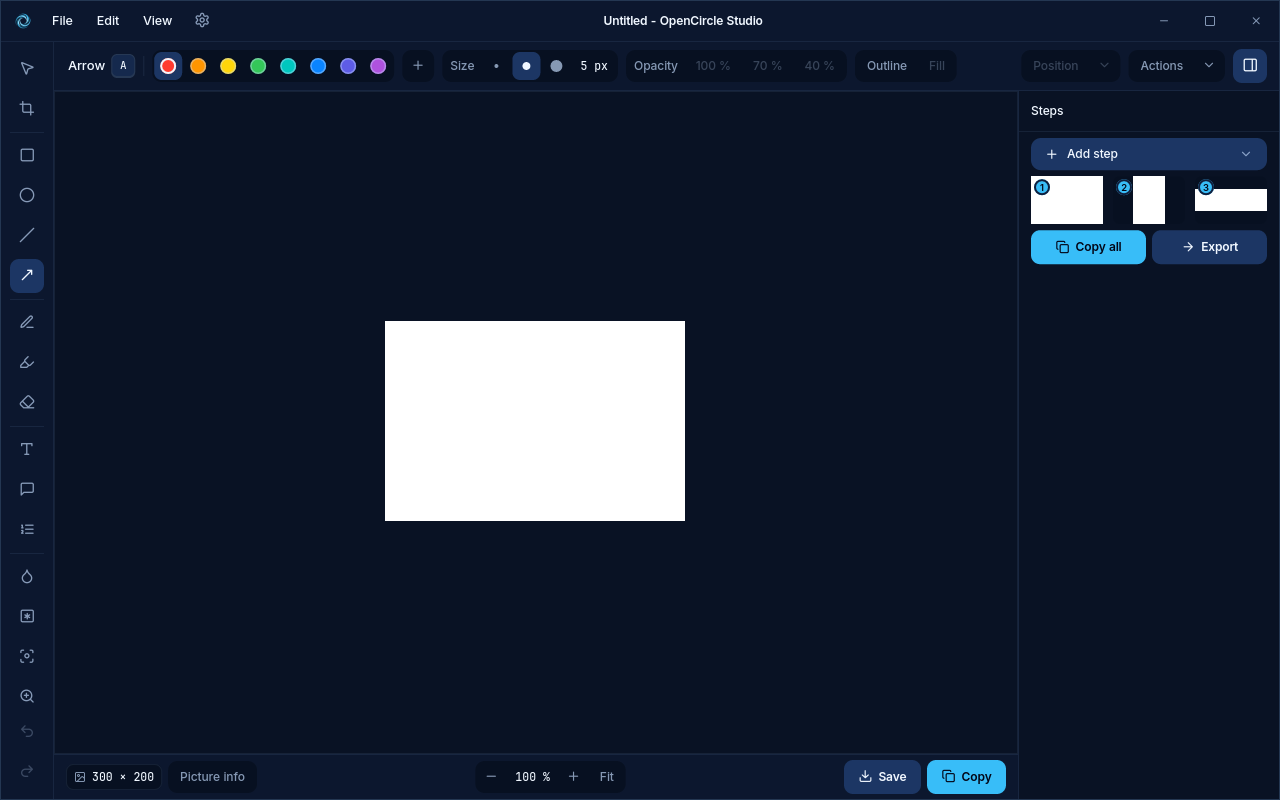 File Edit View Untitled - OpenCircle Studio
Arrow A Size 5 px Opacity 100 % 70 % 40 % Outline Fill Position Actions
Steps
Add step
1 2 3
Copy all Export
300 × 200 Picture info 100 % Fit Save Copy